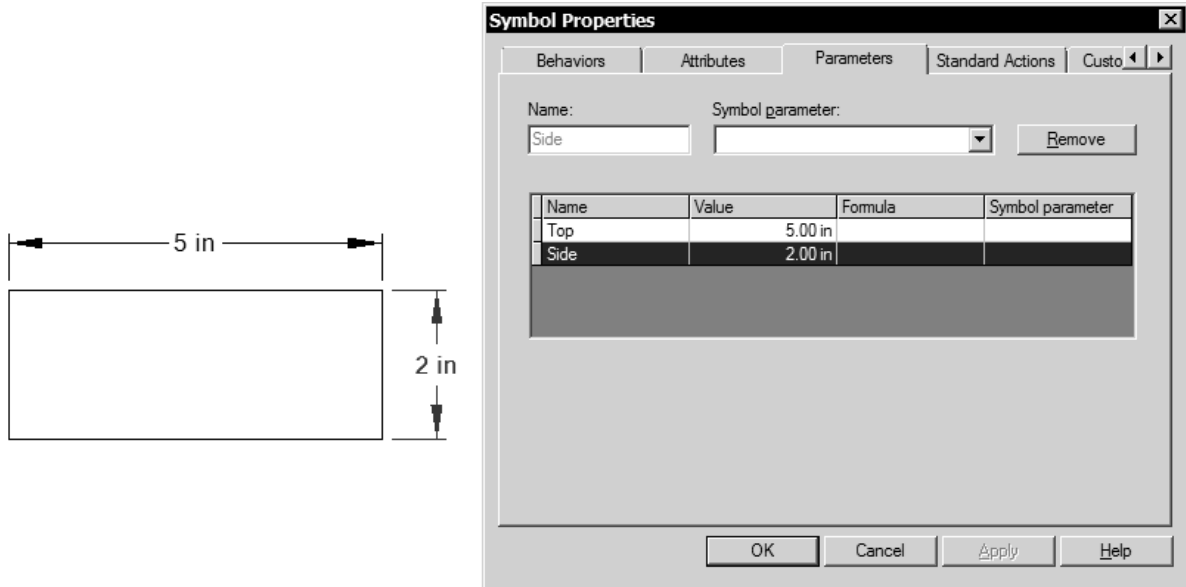 5 in
2 in
Symbol Properties
Behaviors Attributes Parameters Standard Actions Custo
Name: Symbol parameter:
Side Remove
Name Value Formula Symbol parameter
Top 5.00 in
Side 2.00 in
OK Cancel Apply Help